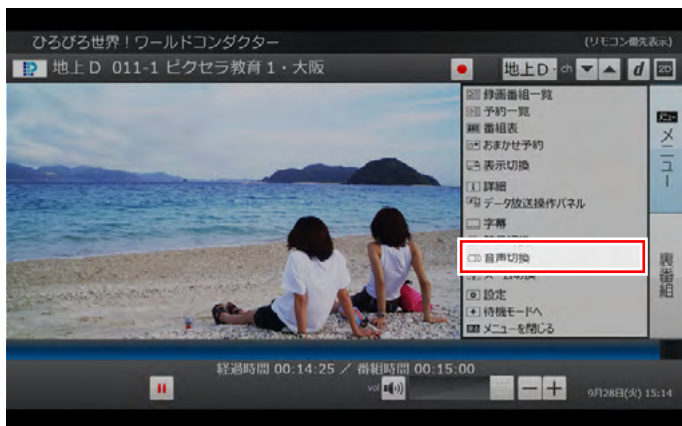 ひろびろ世界！ワールドコンダクター
(リモコン優先表示)
地上D 011-1 ピクセラ教育1・大阪
地上D・ch
d
2D
録画番組一覧
予約一覧
番組表
おまかせ予約
表示切換
詳細
データ放送操作パネル
字幕
音声切換
設定
待機モードへ
メニューを閉じる
メニュー
メニュー
裏番組
経過時間 00:14:25 ／ 番組時間 00:15:00
vol
9月28日(火) 15:14